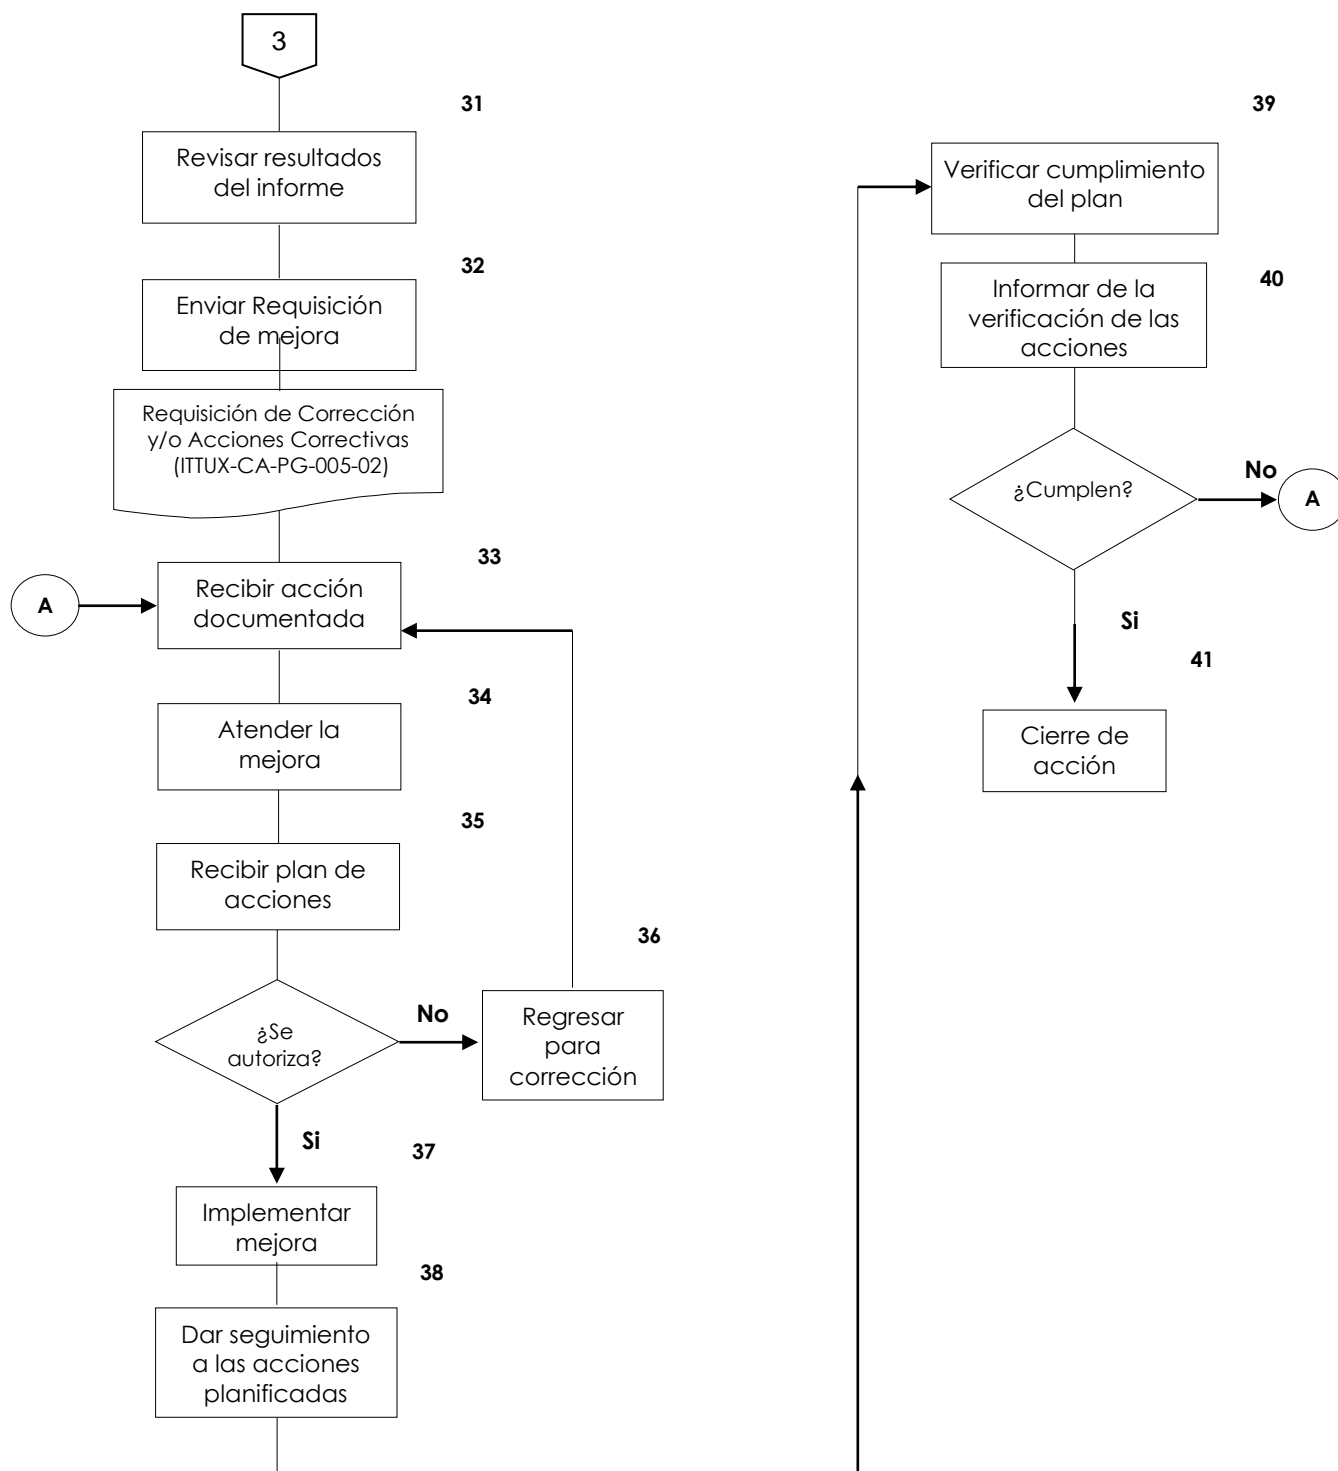 3
31
Revisar resultados
del informe
32
Enviar Requisición
de mejora
Requisición de Corrección
y/o Acciones Correctivas
(ITTUX-CA-PG-005-02)
33
A
Recibir acción
documentada
34
Atender la
mejora
35
Recibir plan de
acciones
36
¿Se
autoriza?
No
Regresar
para
corrección
Si
37
Implementar
mejora
38
Dar seguimiento
a las acciones
planificadas
39
Verificar cumplimiento
del plan
40
Informar de la
verificación de las
acciones
¿Cumplen?
No
A
Si
41
Cierre de
acción